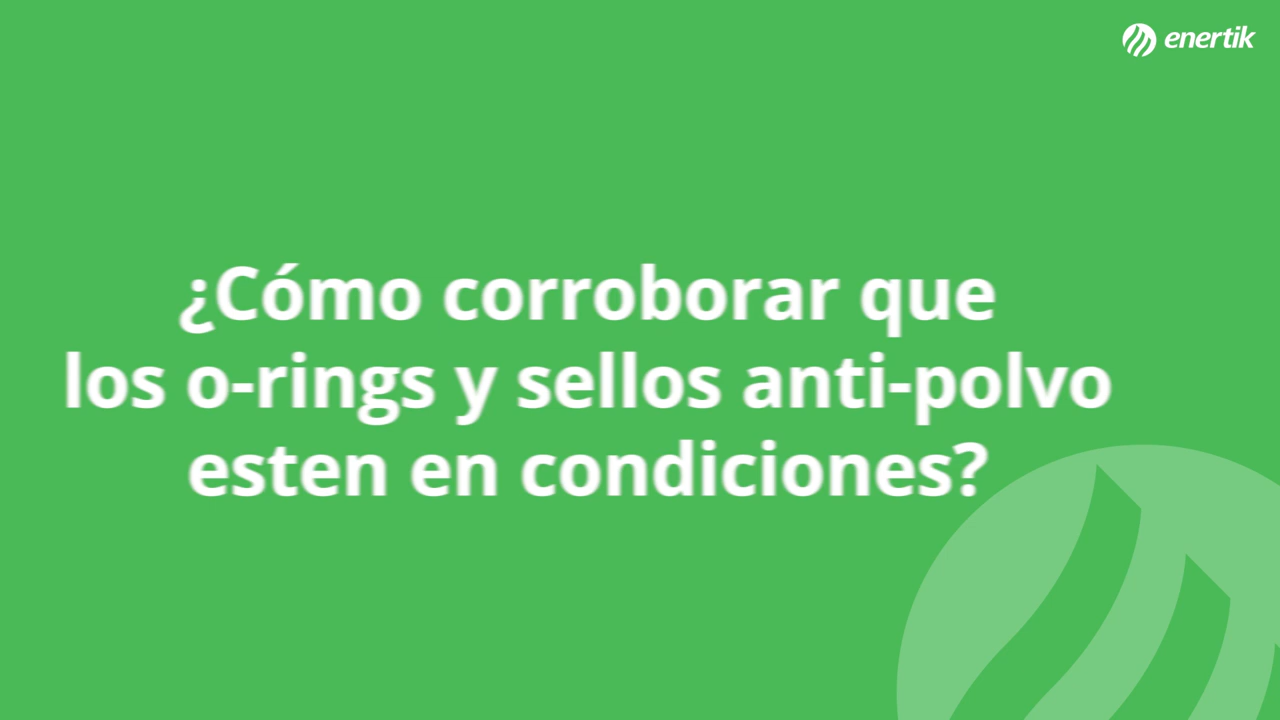 enertik
¿Cómo corroborar que
los o-rings y sellos anti-polvo
esten en condiciones?